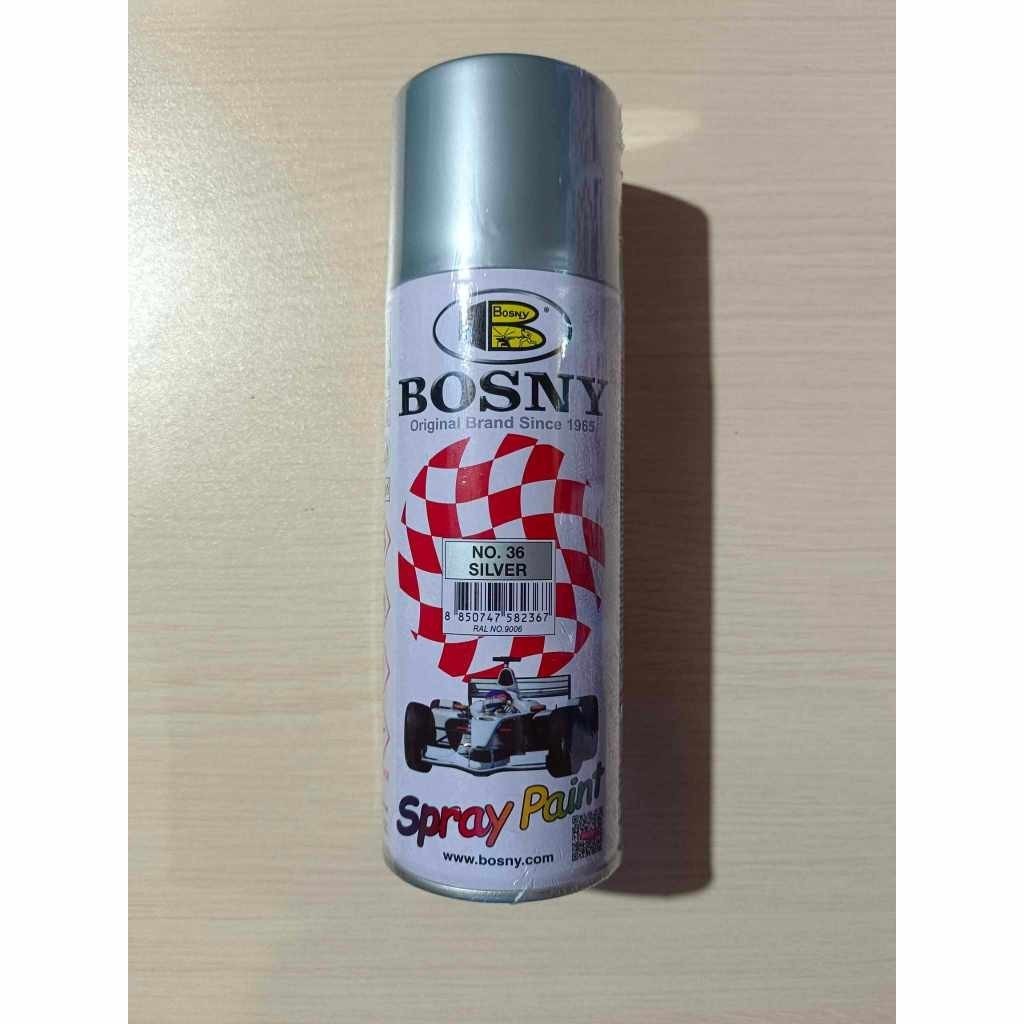 BOSNY
®
BOSNY
Original Brand Since 1965
NO. 36
SILVER
8 850747 582367
RAL NO.9006
Spray Paint
www.bosny.com